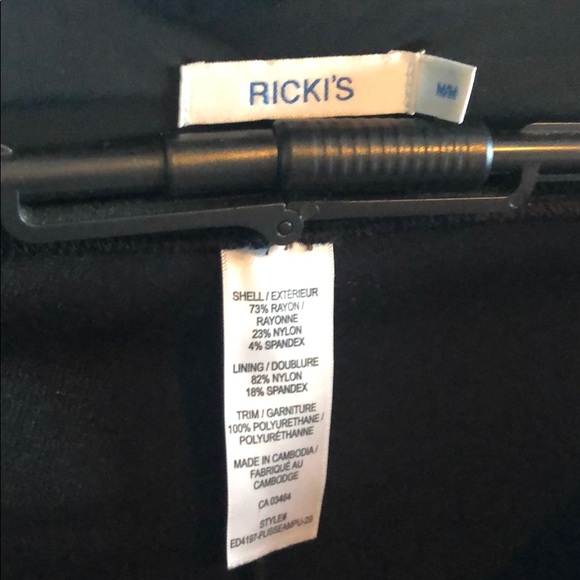 RICKI'S
M/M
SHELL / EXTÉRIEUR
73% RAYON /
RAYONNE
23% NYLON
4% SPANDEX
LINING / DOUBLURE
82% NYLON
18% SPANDEX
TRIM / GARNITURE
100% POLYURETHANE /
POLYURÉTHANNE
MADE IN CAMBODIA /
FABRIQUÉ AU
CAMBODGE
CA 03464
STYLE#